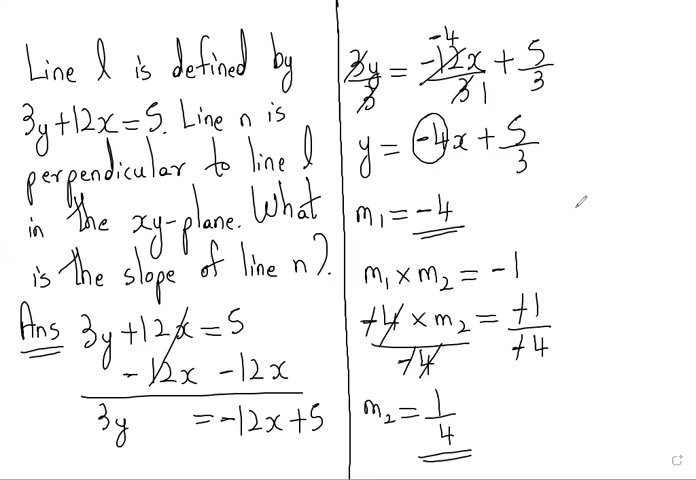 Line l is defined by
3y+12x=5. Line n is
perpendicular to line l
in the xy-plane. What
is the slope of line n?.
Ans 3y+12x=5
-12x -12x
3y =-12x+5
-4
3y/3 = -12x/3 1 + 5/3
y = -4x + 5/3
m₁ = -4
m₁ × m₂ = -1
-4 × m₂ / -4 = -1 / -4
m₂ = 1/4